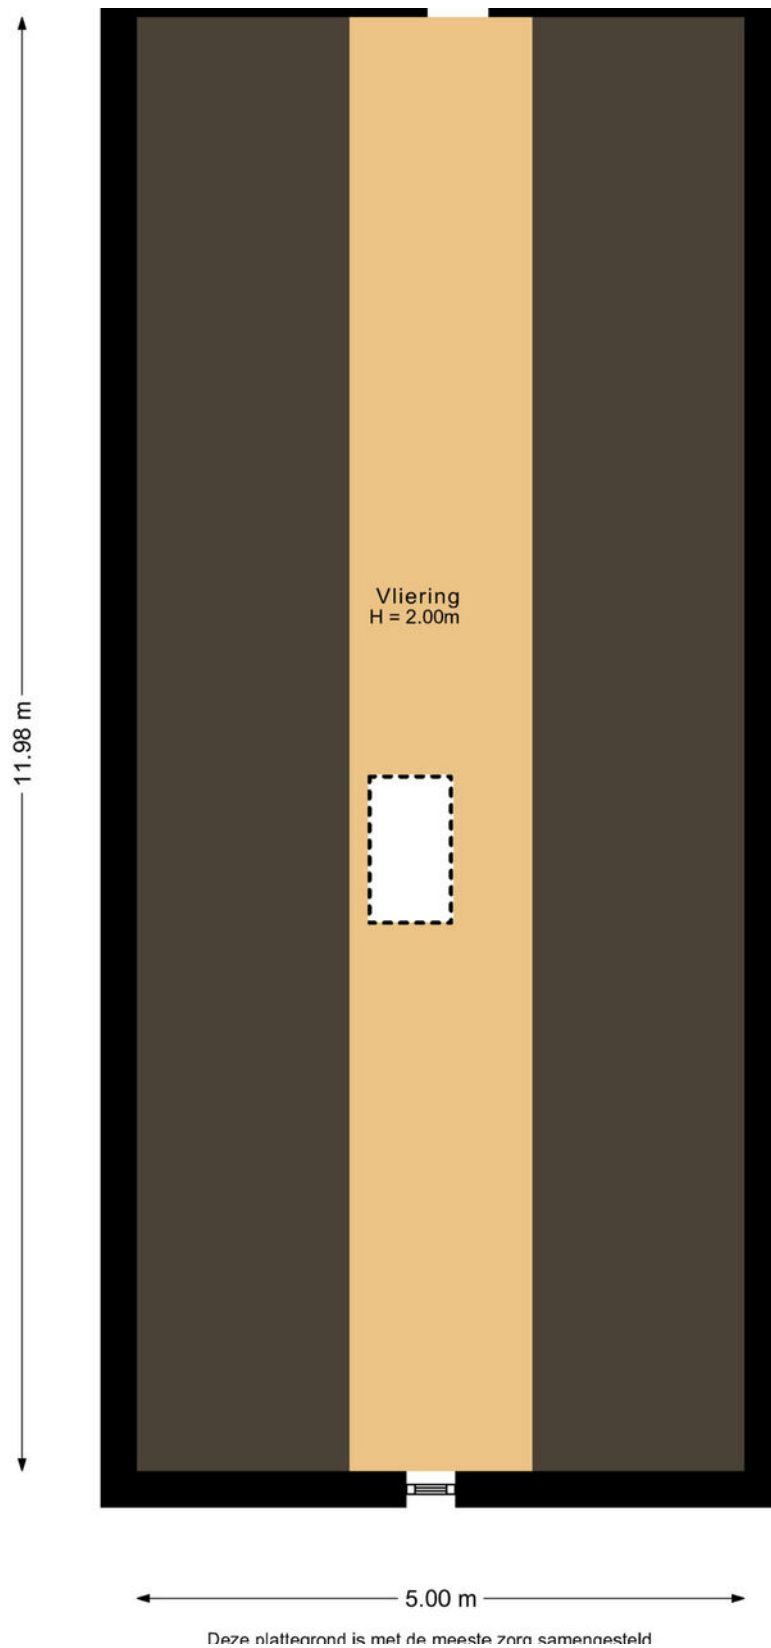 Vliering
H = 2.00m
11.98 m
5.00 m
Deze plattegrond is met de meeste zorg samengesteld